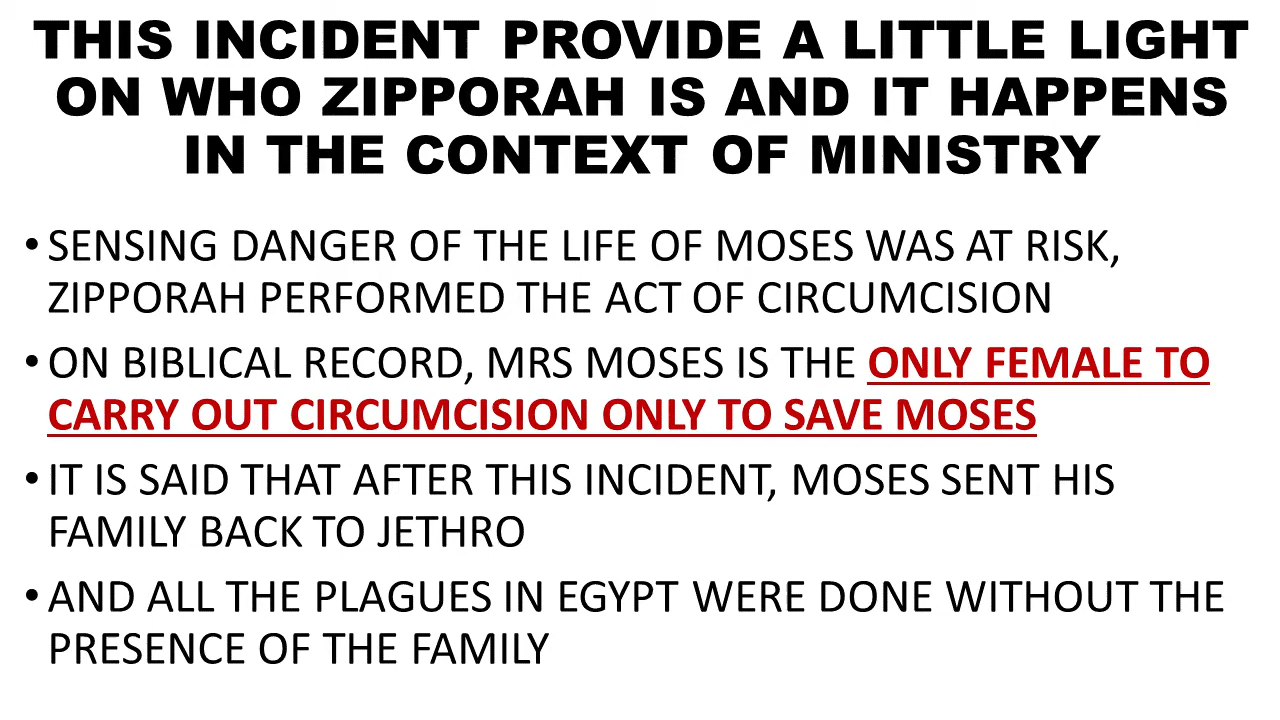 THIS INCIDENT PROVIDE A LITTLE LIGHT
ON WHO ZIPPORAH IS AND IT HAPPENS
IN THE CONTEXT OF MINISTRY
• SENSING DANGER OF THE LIFE OF MOSES WAS AT RISK,
ZIPPORAH PERFORMED THE ACT OF CIRCUMCISION
• ON BIBLICAL RECORD, MRS MOSES IS THE ONLY FEMALE TO
CARRY OUT CIRCUMCISION ONLY TO SAVE MOSES
• IT IS SAID THAT AFTER THIS INCIDENT, MOSES SENT HIS
FAMILY BACK TO JETHRO
• AND ALL THE PLAGUES IN EGYPT WERE DONE WITHOUT THE
PRESENCE OF THE FAMILY